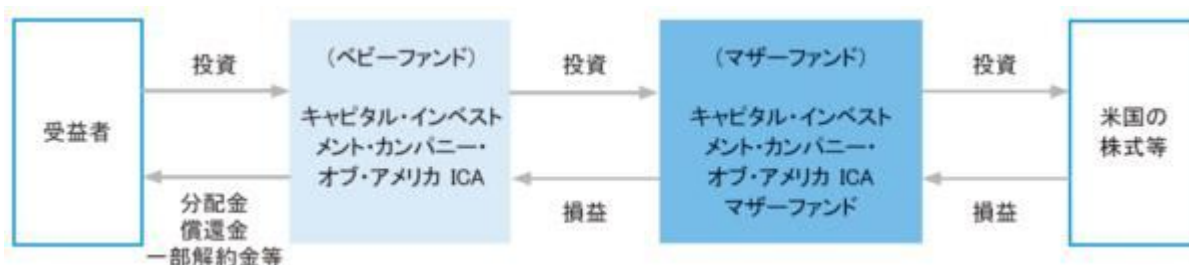 受益者
投資
分配金
償還金
一部解約金等
（ベビーファンド）
キャピタル・インベスト
メント・カンパニー・
オブ・アメリカ ICA
投資
損益
（マザーファンド）
キャピタル・インベスト
メント・カンパニー・
オブ・アメリカ ICA
マザーファンド
投資
損益
米国の
株式等